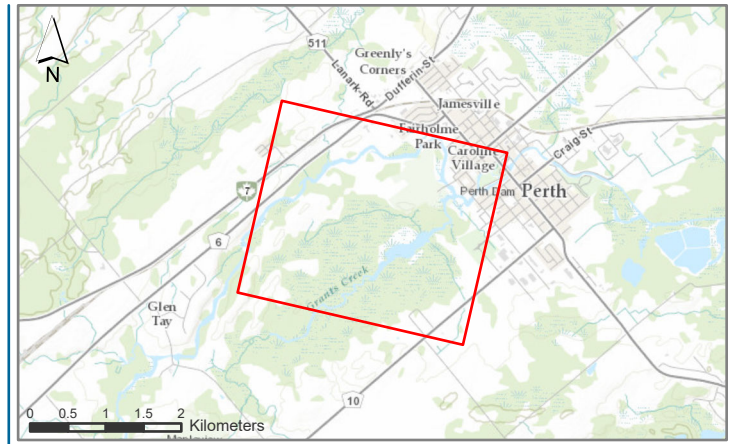 N
511
Greenly's
Corners
Lanark-Rd
Dufferin-St
Jamesville
Fairholme
Park
Caroline
Village
Craig-St
Perth Dam
Perth
7
6
Grants Creek
Glen
Tay
10
0 0.5 1 1.5 2
Kilometers